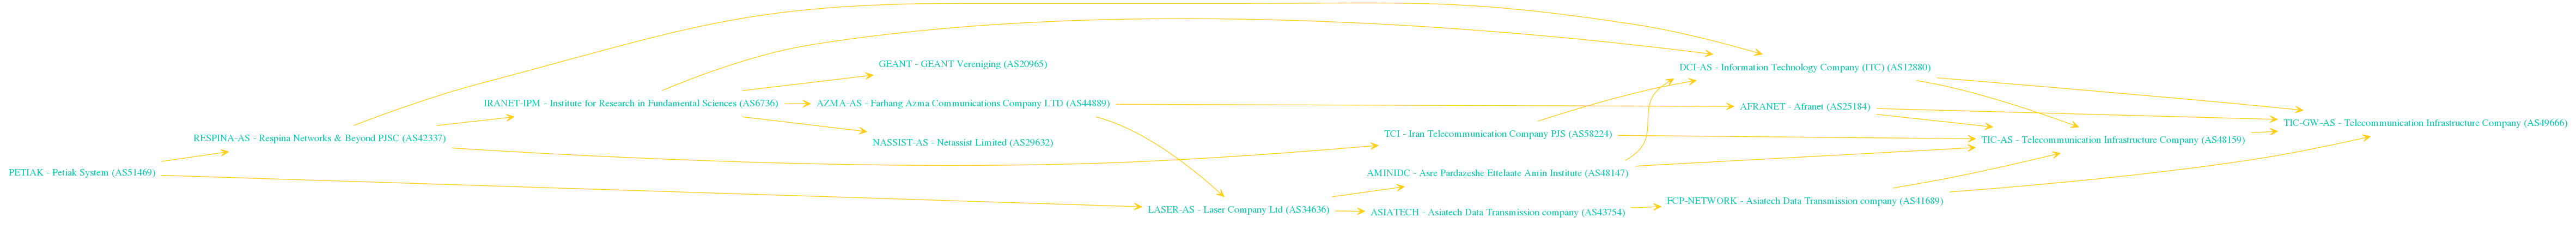 GEANT - GEANT Vereniging (AS20965)
DCI-AS - Information Technology Company (ITC) (AS12880)
IRANET-IPM - Institute for Research in Fundamental Sciences (AS6736)
AZMA-AS - Farhang Azma Communications Company LTD (AS44889)
AFRANET - Afranet (AS25184)
TIC-GW-AS - Telecommunication Infrastructure Company (AS49666)
RESPINA-AS - Respina Networks & Beyond PJSC (AS42337)
NASSIST-AS - Netassist Limited (AS29632)
TCI - Iran Telecommunication Company PJS (AS58224)
TIC-AS - Telecommunication Infrastructure Company (AS48159)
PETIAK - Petiak System (AS51469)
AMINIDC - Asre Pardazeshe Ettelaate Amin Institute (AS48147)
LASER-AS - Laser Company Ltd (AS34636)
ASIATECH - Asiatech Data Transmission company (AS43754)
FCP-NETWORK - Asiatech Data Transmission company (AS41689)